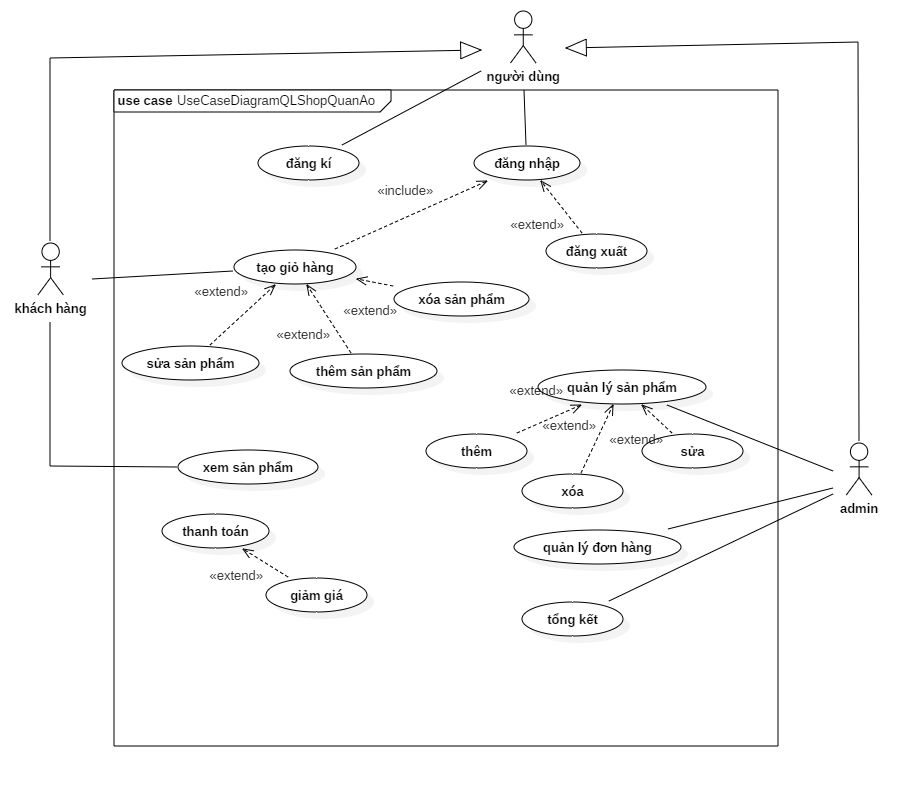 người dùng
use case UseCaseDiagramQLShopQuanAo
đăng kí
đăng nhập
«include»
«extend»
đăng xuất
tạo giỏ hàng
«extend»
xóa sản phẩm
khách hàng
«extend»
«extend»
sửa sản phẩm
thêm sản phẩm
«extend»
quản lý sản phẩm
«extend»
«extend»
thêm
sửa
xem sản phẩm
xóa
admin
thanh toán
quản lý đơn hàng
«extend»
giảm giá
tổng kết